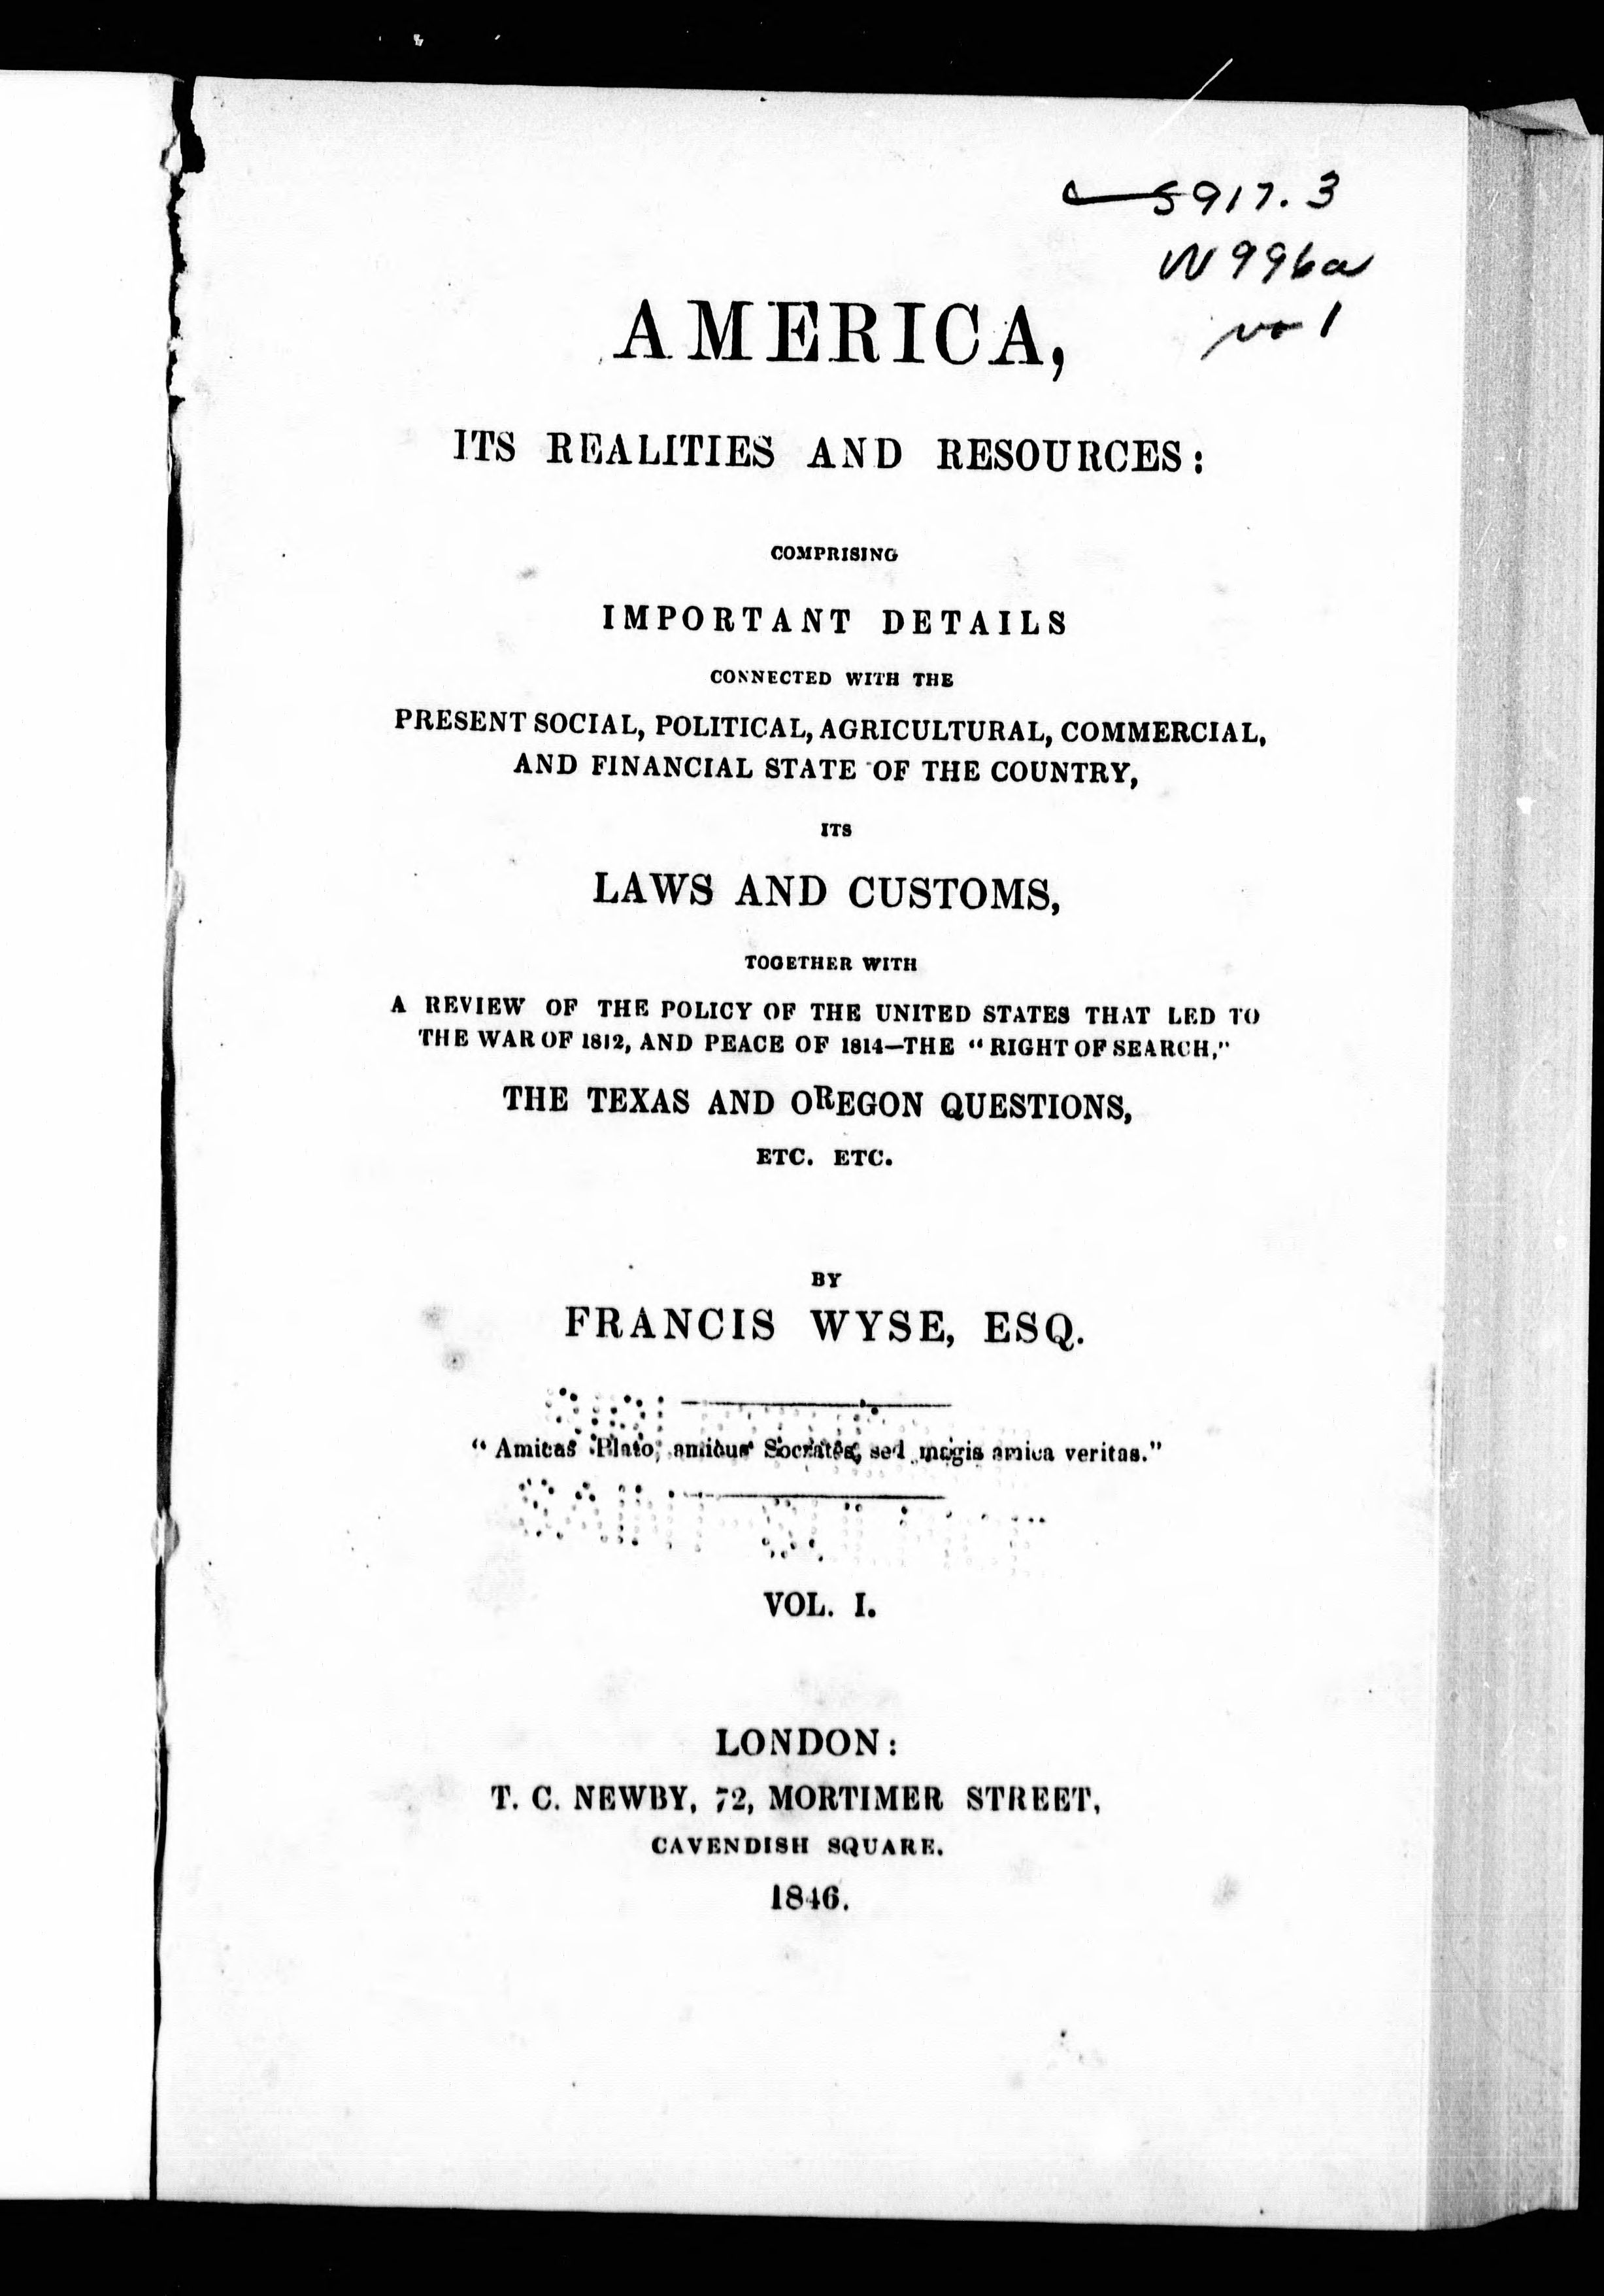 S917.3
W996a
AMERICA,
ITS REALITIES AND RESOURCES:
COMPRISING
IMPORTANT DETAILS
CONNECTED WITH THE
PRESENT SOCIAL, POLITICAL, AGRICULTURAL, COMMERCIAL,
AND FINANCIAL STATE OF THE COUNTRY,
ITS
LAWS AND CUSTOMS,
TOGETHER WITH
A REVIEW OF THE POLICY OF THE UNITED STATES THAT LED TO
THE WAR OF 1812, AND PEACE OF 1814—THE "RIGHT OF SEARCH,"
THE TEXAS AND OREGON QUESTIONS,
ETC. ETC.
BY
FRANCIS WYSE, ESQ.
"Amicus Plato, amicus Socrates, sed magis amica veritas."
VOL. I.
LONDON:
T. C. NEWBY, 72, MORTIMER STREET,
CAVENDISH SQUARE.
1846.